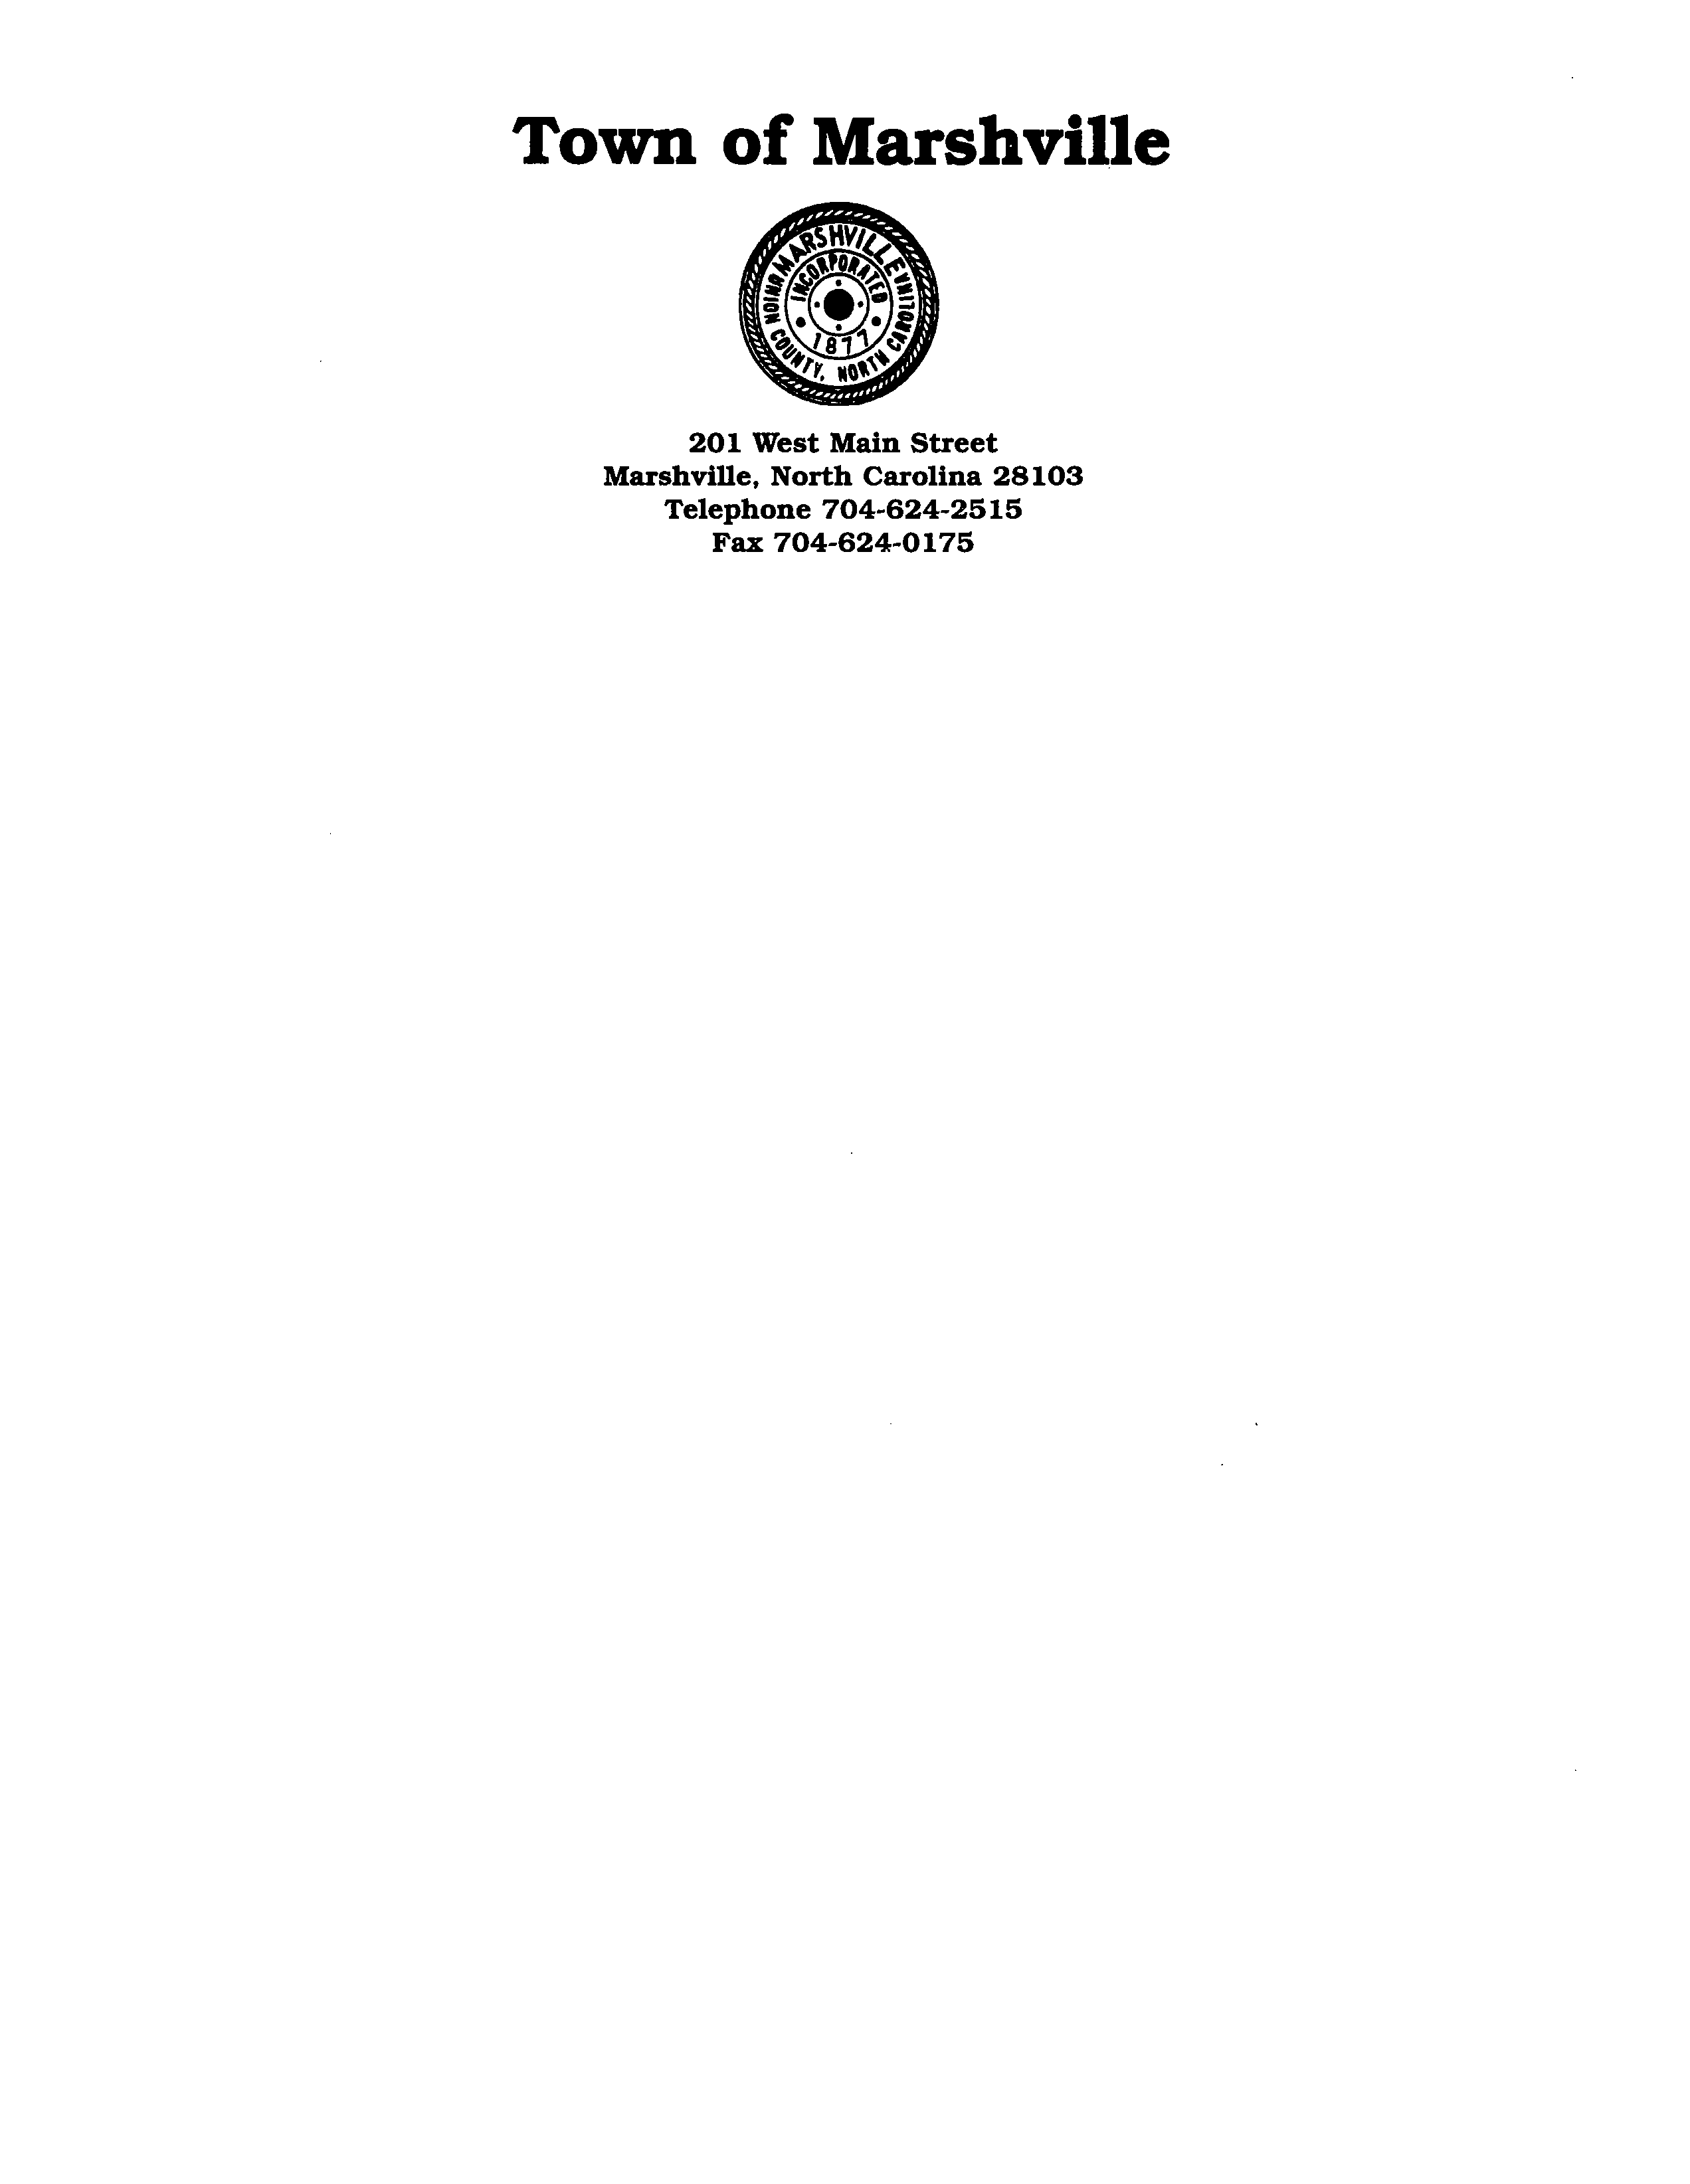 Town of Marshville
MARSHVILLE
UNION COUNTY, NORTH CAROLINA
INCORPORATED
1877
201 West Main Street
Marshville, North Carolina 28103
Telephone 704-624-2515
Fax 704-624-0175